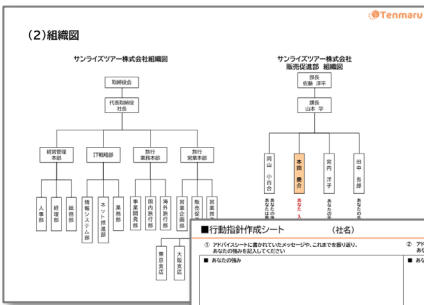 Tenmaru
(2)組織図
サンライズツアー株式会社組織図
サンライズツアー株式会社
販売促進部 組織図
取締役会
代表取締役
社長
経営管理
本部
IT戦略部
旅行
業務本部
旅行
営業本部
人事部
経理部
総務部
情報システム部
ネット推進部
業務部
事業開発部
国内旅行部
海外旅行部
営業企画部
東京支店
大阪支店
部長
佐藤 洋平
課長
山本 学
岡山 小百合
本田 慶介
宮内 洋子
田中 吾郎
■行動指針作成シート (社名)
① アドバイスシートに書かれていたメッセージや、これまでを振り返り、
あなたの強みを記入してください
■ あなたの強み